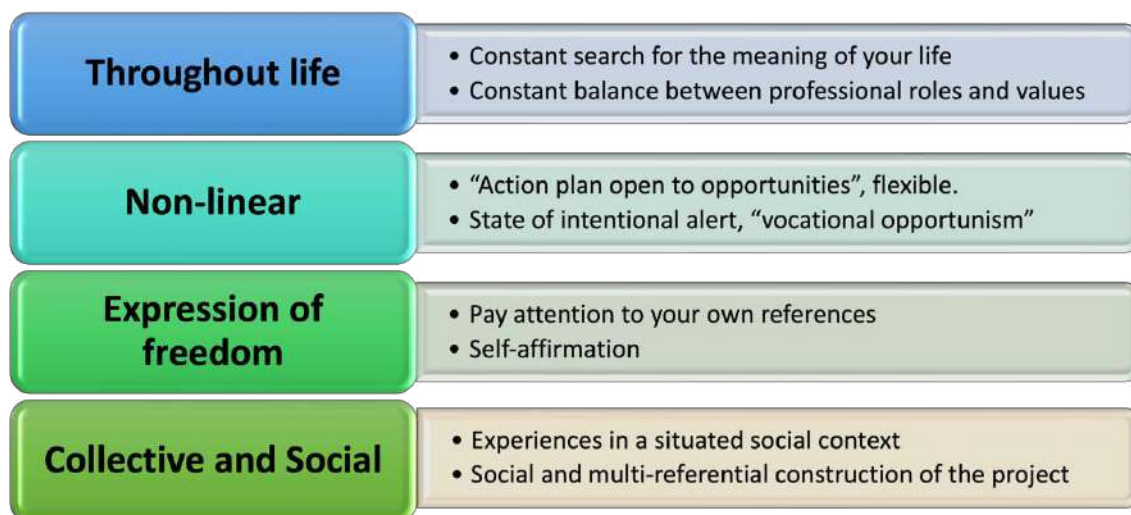 Throughout life
• Constant search for the meaning of your life
• Constant balance between professional roles and values
Non-linear
• “Action plan open to opportunities”, flexible.
• State of intentional alert, “vocational opportunism”
Expression of
freedom
• Pay attention to your own references
• Self-affirmation
Collective and Social
• Experiences in a situated social context
• Social and multi-referential construction of the project